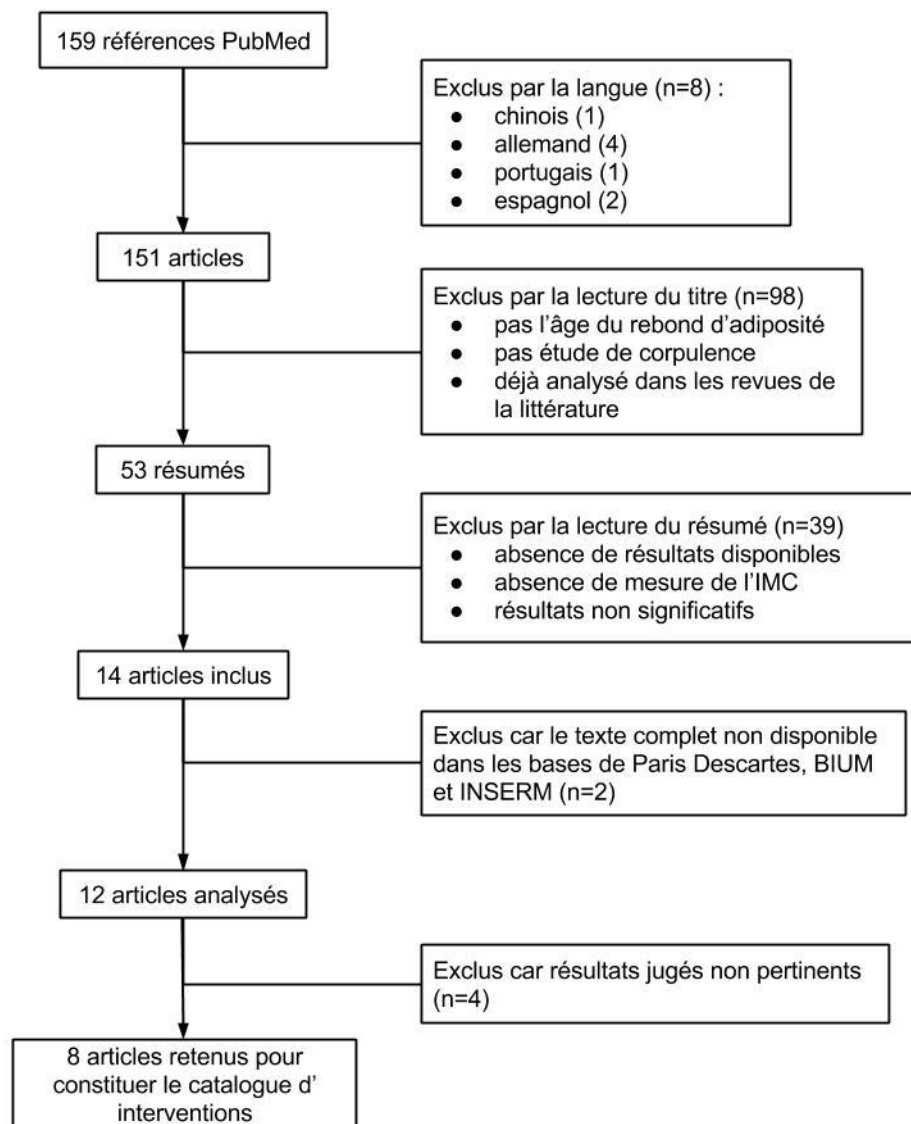 159 références PubMed
Exclus par la langue (n=8) :
● chinois (1)
● allemand (4)
● portugais (1)
● espagnol (2)
151 articles
Exclus par la lecture du titre (n=98)
● pas l’âge du rebond d’adiposité
● pas étude de corpulence
● déjà analysé dans les revues de
la littérature
53 résumés
Exclus par la lecture du résumé (n=39)
● absence de résultats disponibles
● absence de mesure de l’IMC
● résultats non significatifs
14 articles inclus
Exclus car le texte complet non disponible
dans les bases de Paris Descartes, BIUM
et INSERM (n=2)
12 articles analysés
Exclus car résultats jugés non pertinents
(n=4)
8 articles retenus pour
constituer le catalogue d’
interventions